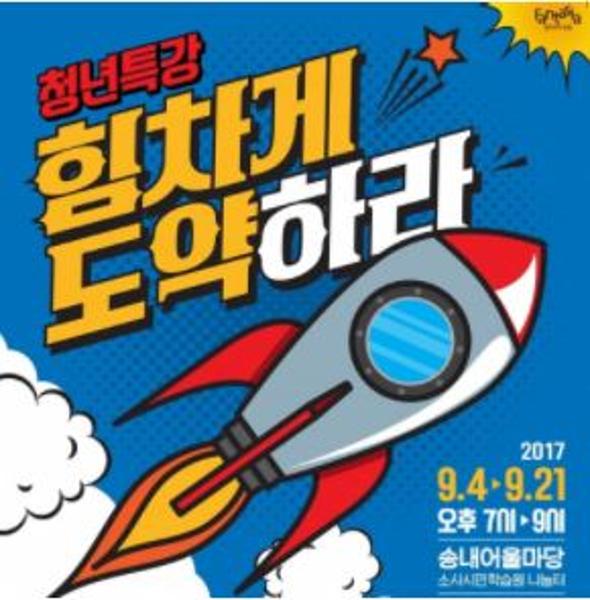 청년특강
힘차게
도약하라
2017
9.4▶9.21
오후 7시▶9시
송내어울마당
소사시민학습원 나눔터